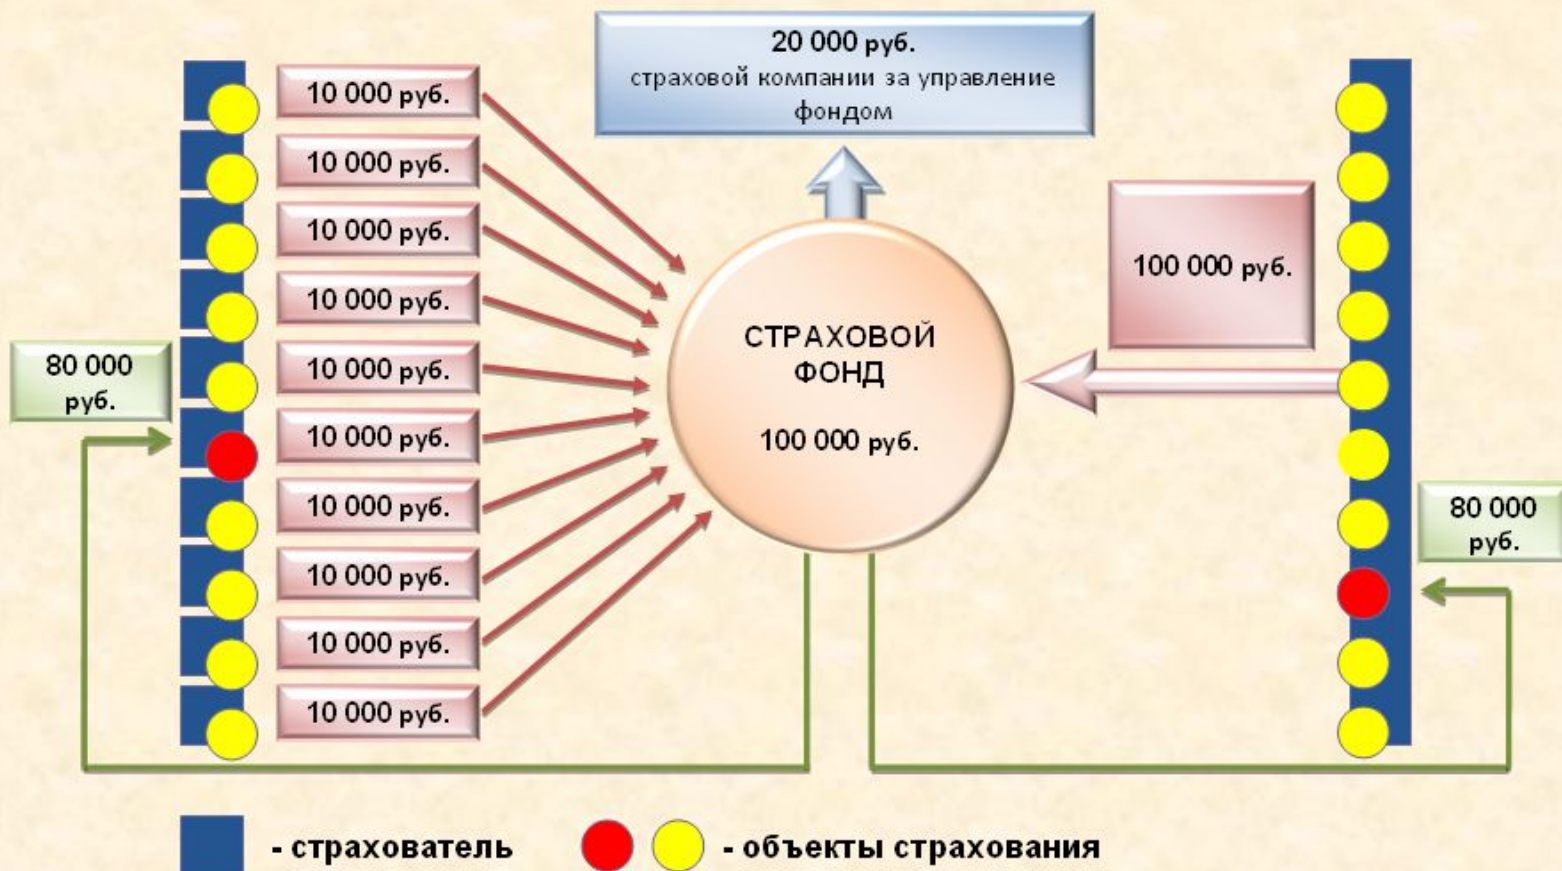 20 000 руб.
страховой компании за управление
фондом
10 000 руб.
10 000 руб.
10 000 руб.
10 000 руб.
10 000 руб.
10 000 руб.
10 000 руб.
10 000 руб.
10 000 руб.
10 000 руб.
80 000
руб.
СТРАХОВОЙ
ФОНД
100 000 руб.
100 000 руб.
80 000
руб.
- страхователь
- объекты страхования